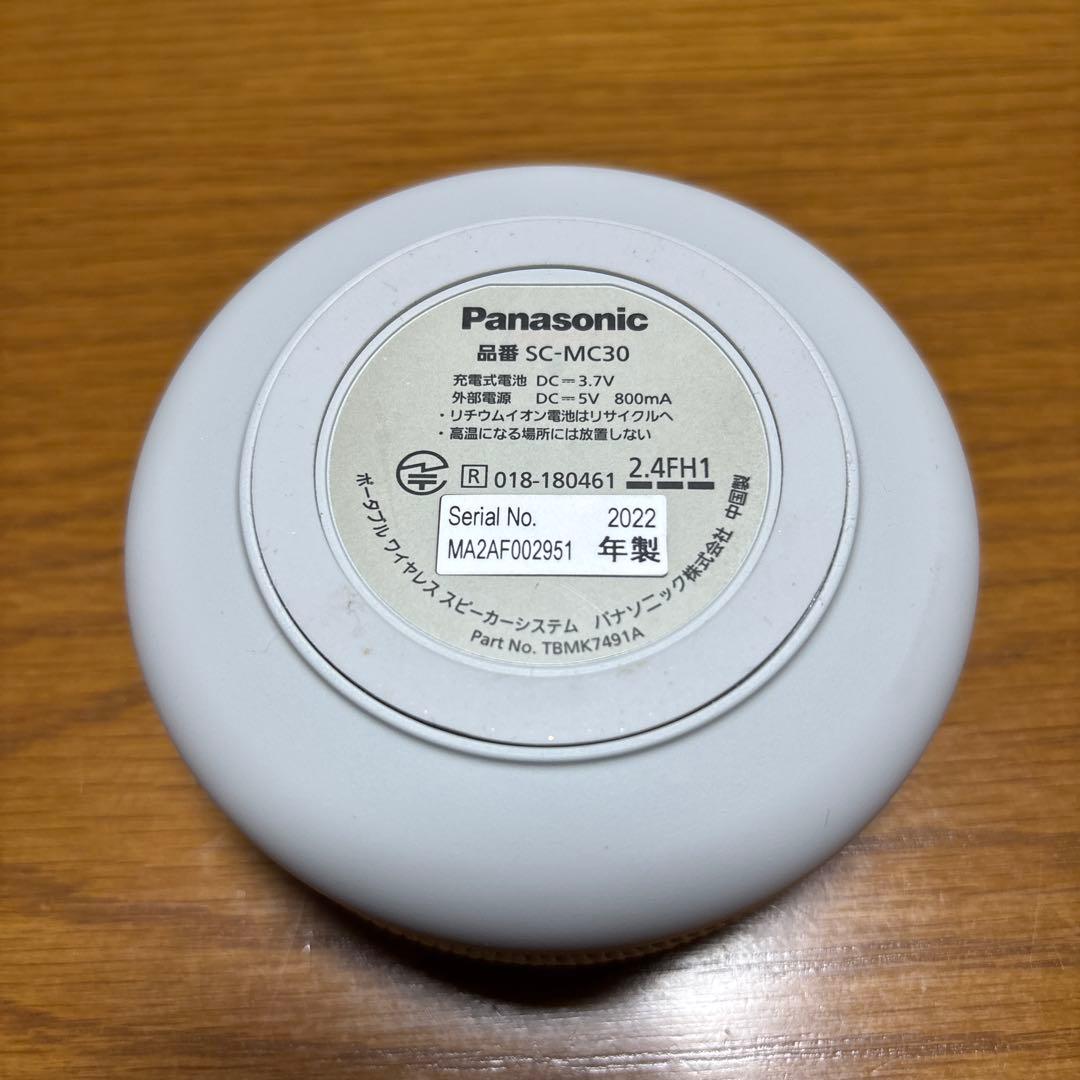 Panasonic
品番 SC-MC30
充電式電池 DC⎓3.7V
外部電源 DC⎓5V 800mA
・リチウムイオン電池はリサイクルへ
・高温になる場所には放置しない
R 018-180461 2.4FH1
Serial No. 2022
MA2AF002951 年製
ポータブル ワイヤレス スピーカーシステム パナソニック株式会社 中国製
Part No. TBMK7491A